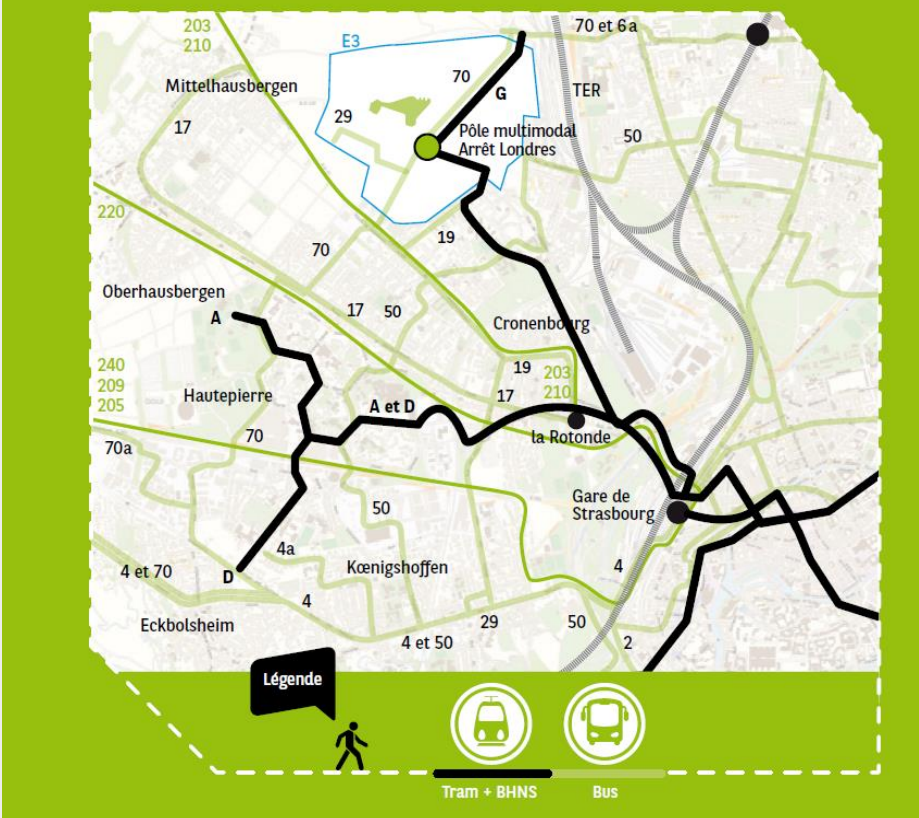 203
210
E3
70 et 6a
Mittelhausbergen
70
G
TER
17
29
Pôle multimodal
Arrêt Londres
50
220
19
70
Oberhausbergen
A
17
50
Cronenbourg
240
209
205
Hautepierre
19
203
210
17
A et D
70
la Rotonde
70a
Gare de
Strasbourg
50
4a
4 et 70
D
Kœnigshoffen
4
4
Eckbolsheim
29
50
4 et 50
2
Légende
Tram + BHNS
Bus